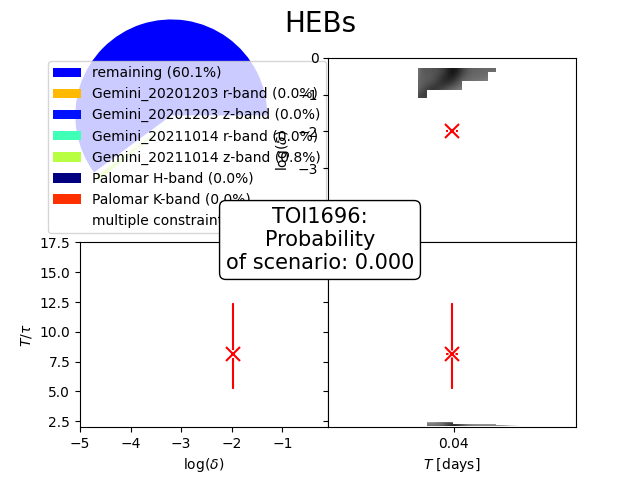 HEBs
remaining (60.1%)
Gemini_20201203 r-band (0.0%)
Gemini_20201203 z-band (0.0%)
Gemini_20211014 r-band (0.0%)
Gemini_20211014 z-band (0.8%)
Palomar H-band (0.0%)
Palomar K-band (0.0%)
multiple constraint
0
−1
−2
−3
log(δ)
TOI1696:
Probability
of scenario: 0.000
17.5
15.0
12.5
10.0
7.5
5.0
2.5
T/τ
−5
−4
−3
−2
−1
log(δ)
0.04
T [days]